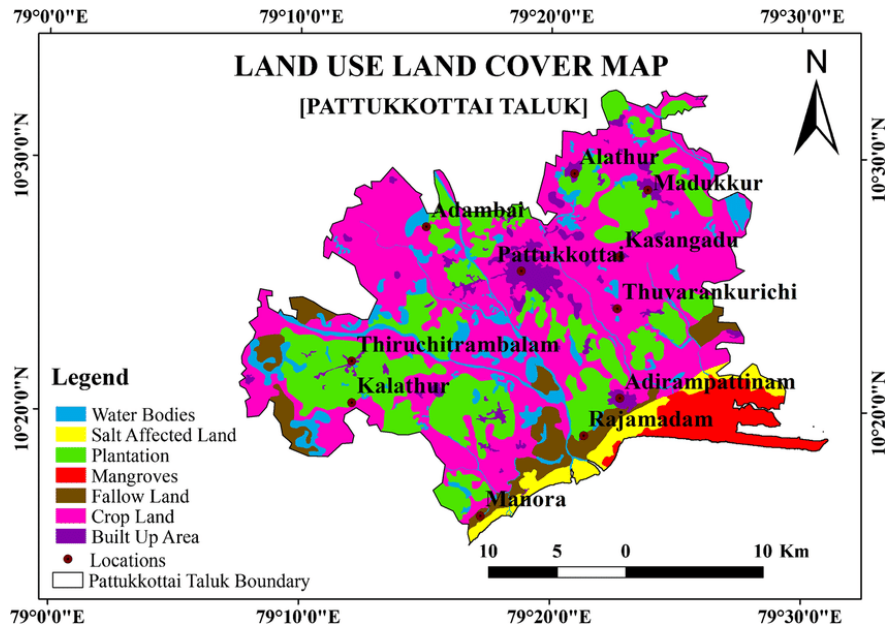 79°0'0"E 79°10'0"E 79°20'0"E 79°30'0"E
LAND USE LAND COVER MAP
[PATTUKKOTTAI TALUK]
N
10°30'0"N
10°30'0"N
Alathur
Madukkur
Adambai
Kasangadu
Pattukkottai
Thuvarankurichi
Thiruchitrambalam
Kalathur
Adirampattinam
Rajamadam
Manora
10°20'0"N
10°20'0"N
Legend
Water Bodies
Salt Affected Land
Plantation
Mangroves
Fallow Land
Crop Land
Built Up Area
Locations
Pattukkottai Taluk Boundary
10 5 0 10 Km
79°0'0"E 79°10'0"E 79°20'0"E 79°30'0"E